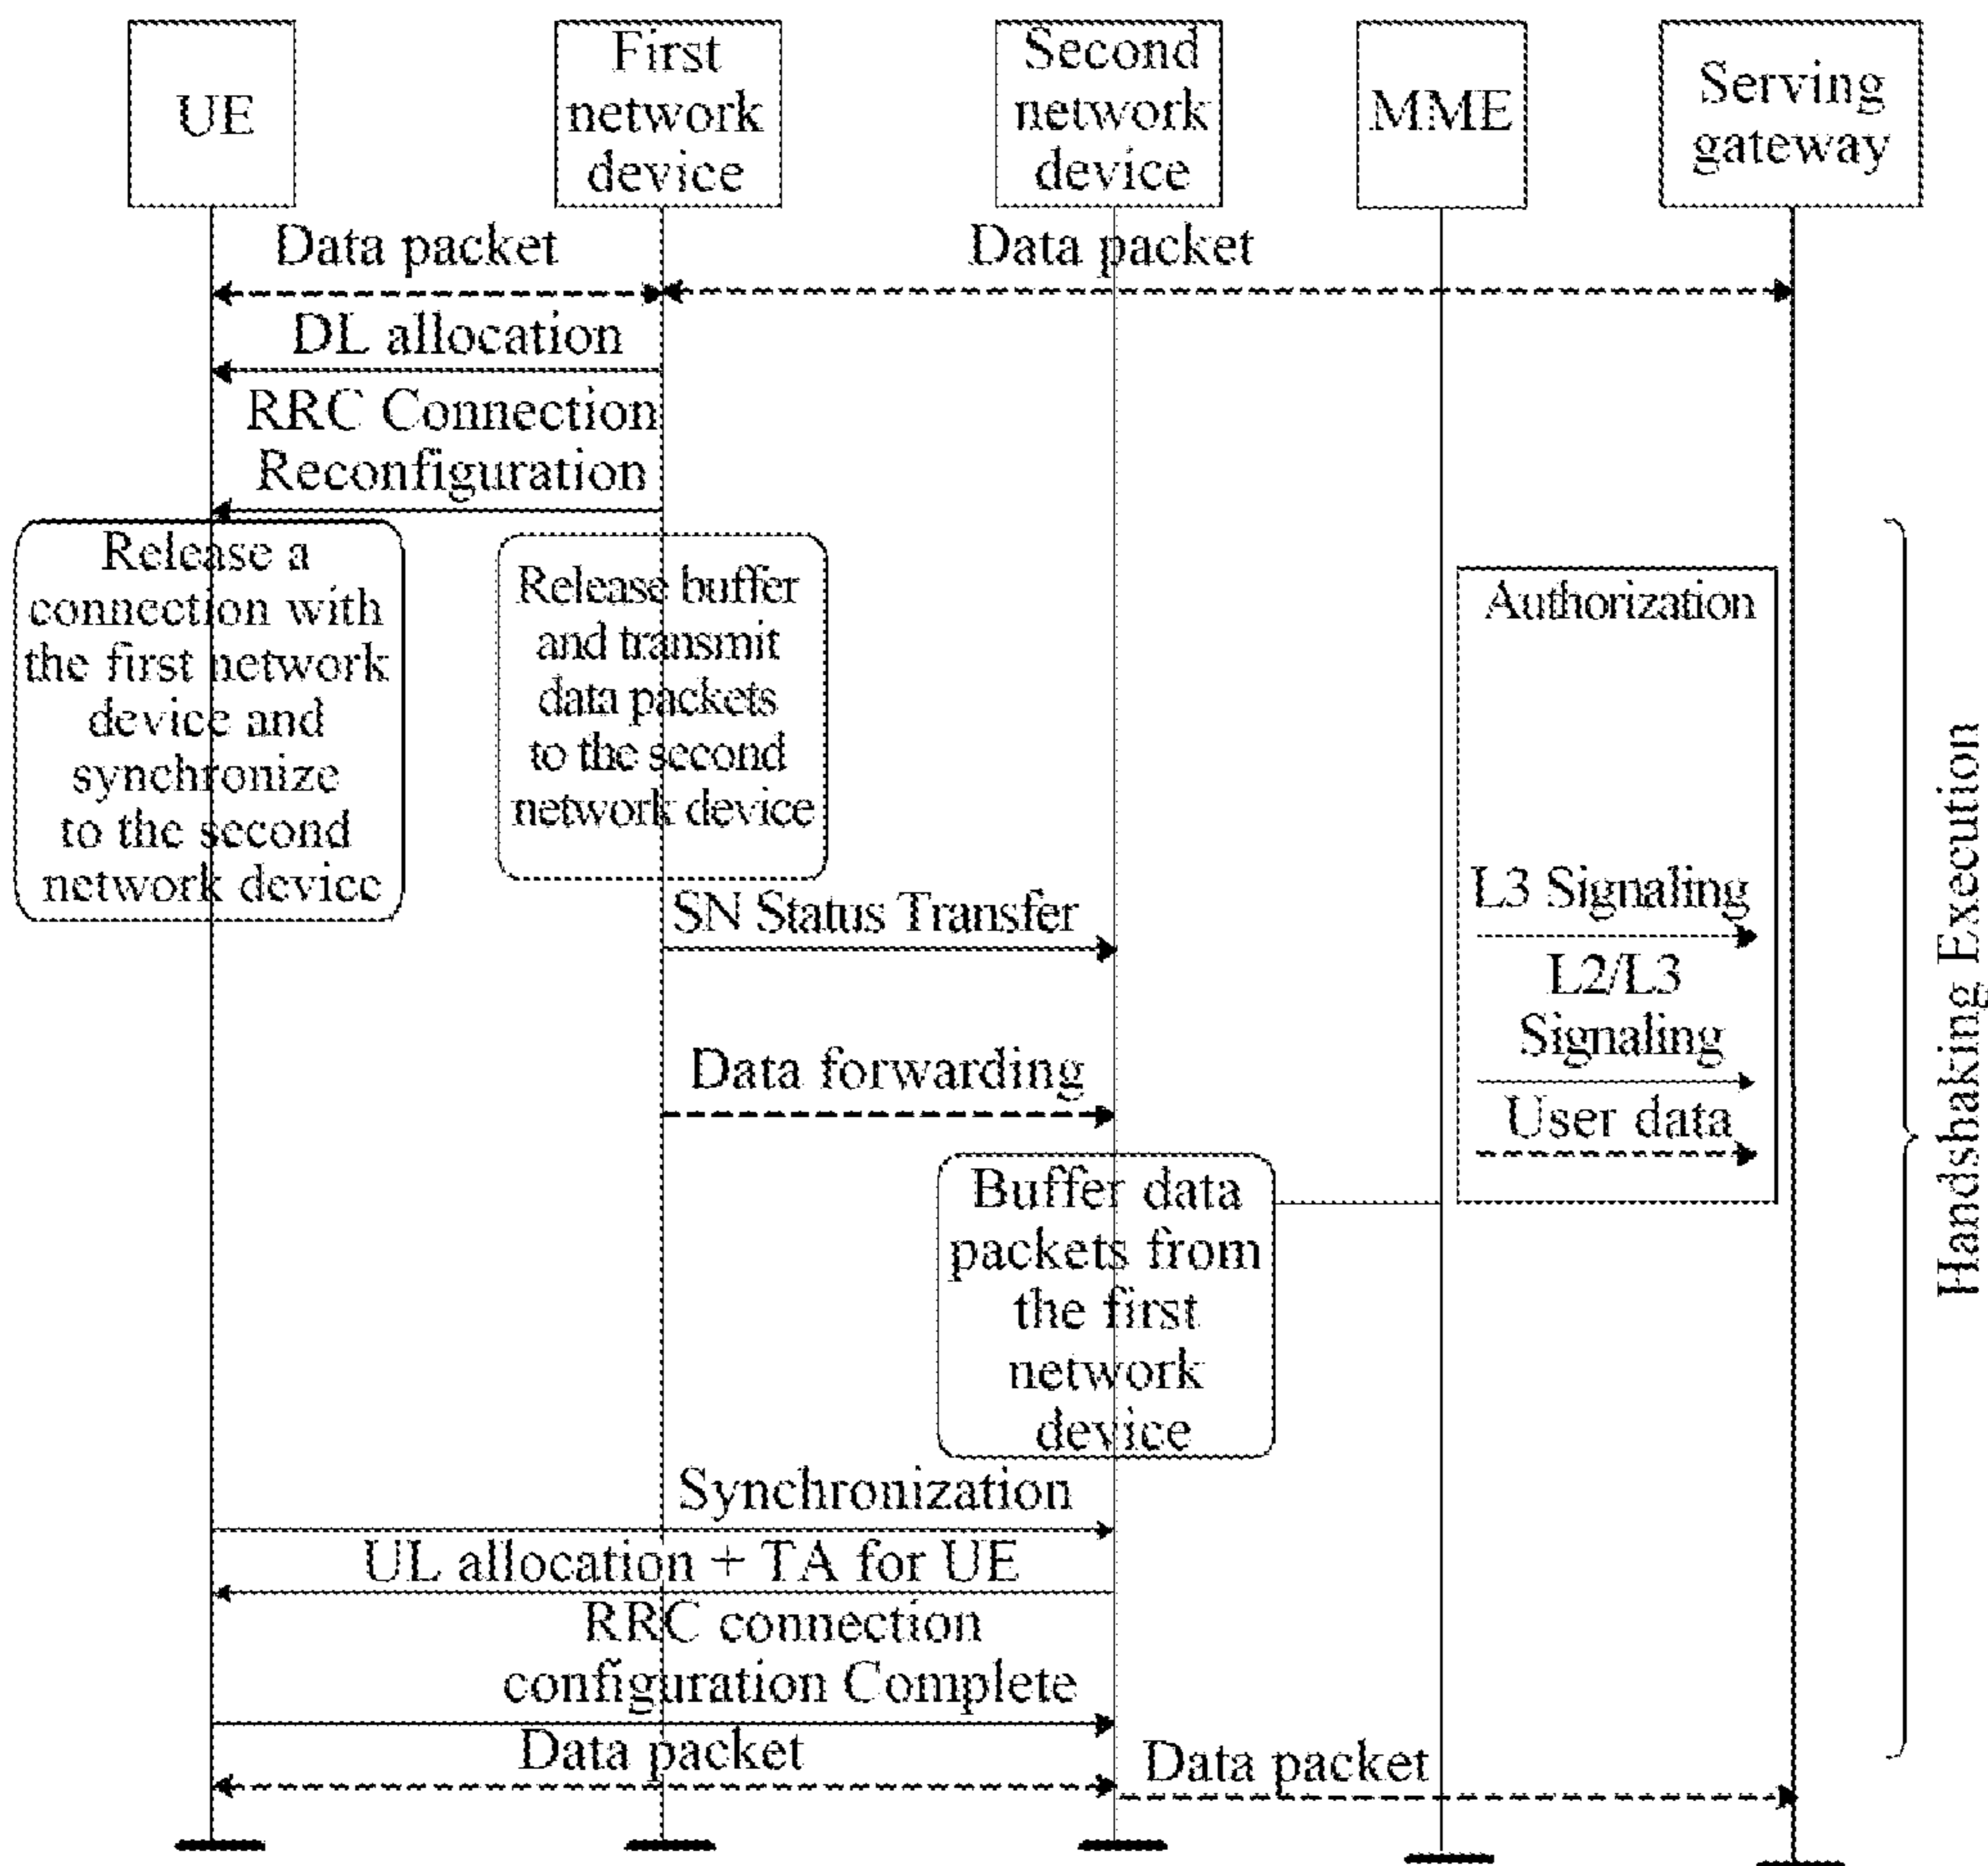 UE
First
network
device
Second
network
device
MME
Serving
gateway
Data packet
Data packet
DL allocation
RRC Connection
Reconfiguration
Release a
connection with
the first network
device and
synchronize
to the second
network device
Release buffer
and transmit
data packets
to the second
network device
Authorization
L3 Signaling
L2/L3
Signaling
User data
SN Status Transfer
Data forwarding
Buffer data
packets from
the first
network
device
Handshaking Execution
Synchronization
UL allocation + TA for UE
RRC connection
configuration Complete
Data packet
Data packet